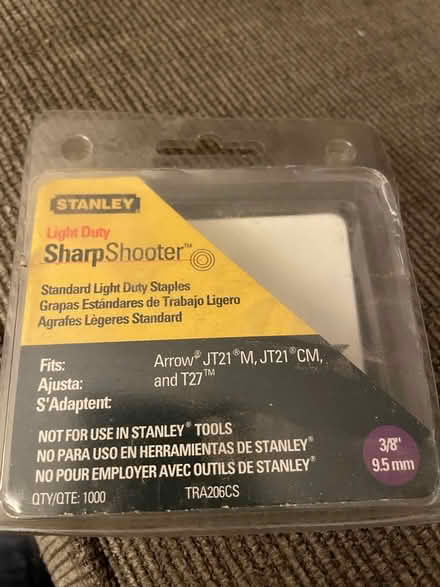 STANLEY
Light Duty
SharpShooter™
Standard Light Duty Staples
Grapas Estándares de Trabajo Ligero
Agrafes Lègeres Standard
Fits: Arrow® JT21®M, JT21®CM,
Ajusta: and T27™
S'Adaptent:
NOT FOR USE IN STANLEY® TOOLS
NO PARA USO EN HERRAMIENTAS DE STANLEY®
NO POUR EMPLOYER AVEC OUTILS DE STANLEY®
3/8"
9.5 mm
QTY/QTE: 1000 TRA206CS